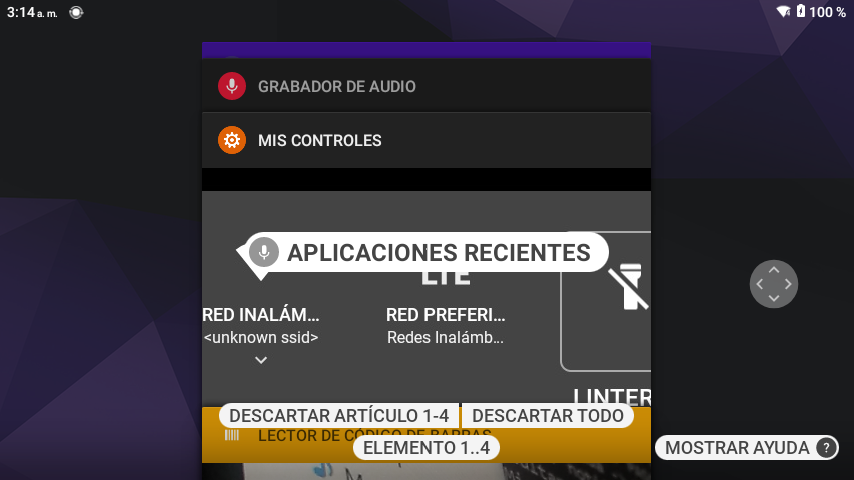 3:14 a. m.
100 %
GRABADOR DE AUDIO
MIS CONTROLES
APLICACIONES RECIENTES
LTE
RED INALÁM…
RED PREFERI…
<unknown ssid>
Redes Inalámb…
LINTER
DESCARTAR ARTÍCULO 1-4
DESCARTAR TODO
LECTOR DE CÓDIGO DE BARRAS
ELEMENTO 1..4
MOSTRAR AYUDA ?